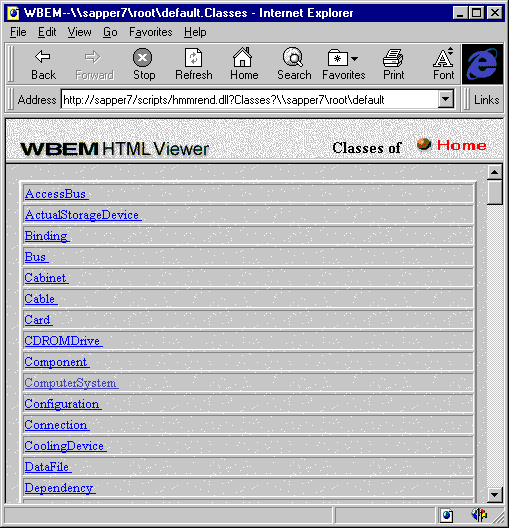 WBEM--\\sapper7\root\default.Classes - Internet Explorer
File Edit View Go Favorites Help
Back Forward Stop Refresh Home Search Favorites Print Font
Address http://sapper7/scripts/hmmrend.dll?Classes?\\sapper7\root\default Links
WBEM HTML Viewer Classes of Home
AccessBus
ActualStorageDevice
Binding
Bus
Cabinet
Cable
Card
CDROMDrive
Component
ComputerSystem
Configuration
Connection
CoolingDevice
DataFile
Dependency